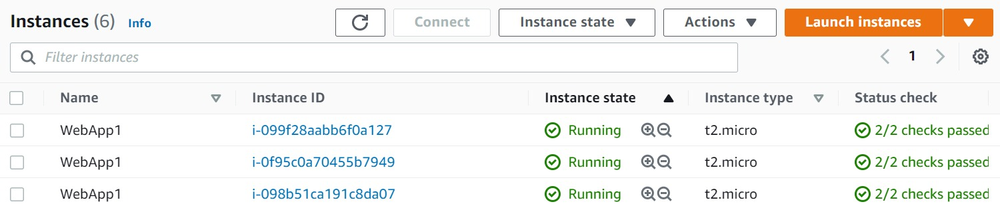 Instances (6) Info Connect Instance state Actions Launch instances
Filter instances 1
Name Instance ID Instance state Instance type Status check
WebApp1 i-099f28aabb6f0a127 Running t2.micro 2/2 checks passed
WebApp1 i-0f95c0a70455b7949 Running t2.micro 2/2 checks passed
WebApp1 i-098b51ca191c8da07 Running t2.micro 2/2 checks passed